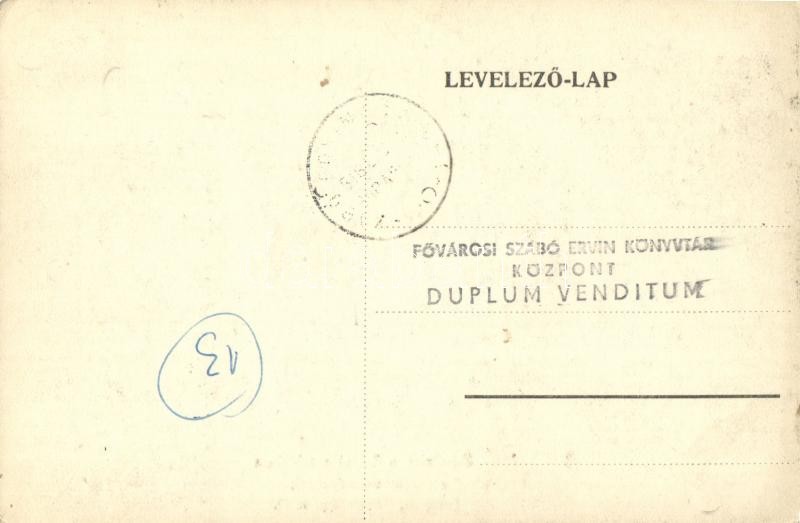 LEVELEZŐ-LAP
FŐVÁROSI SZABÓ ERVIN KÖNYVTÁR
KÖZPONT
DUPLUM VENDITUM
13